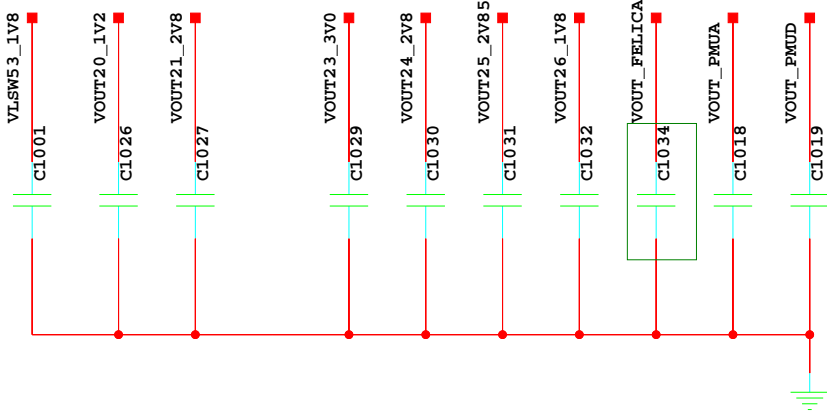 VLSW53_1V8
C1001
VOUT20_1V2
C1026
VOUT21_2V8
C1027
VOUT23_3V0
C1029
VOUT24_2V8
C1030
VOUT25_2V85
C1031
VOUT26_1V8
C1032
VOUT_FELICA
C1034
VOUT_PMUA
C1018
VOUT_PMUD
C1019